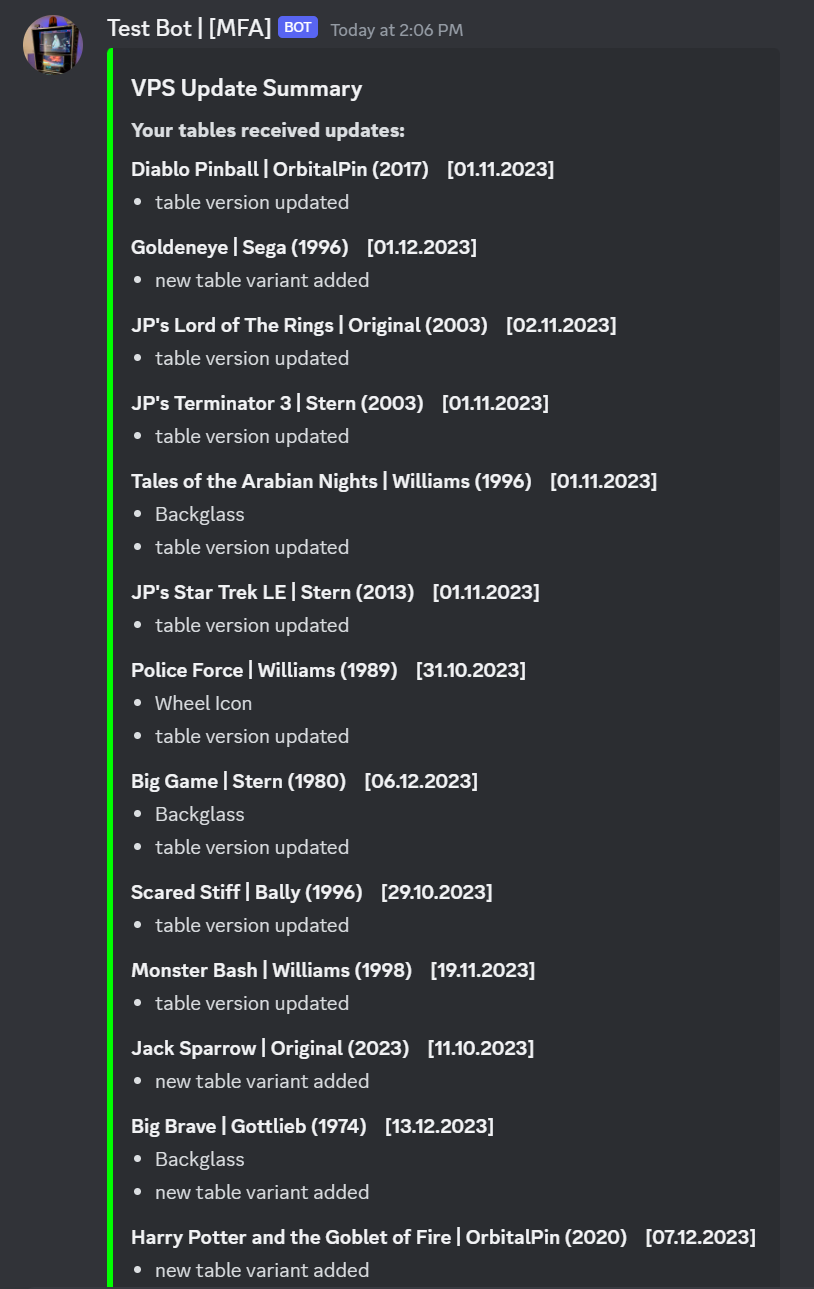 Test Bot | [MFA] BOT Today at 2:06 PM
VPS Update Summary
Your tables received updates:
Diablo Pinball | OrbitalPin (2017) [01.11.2023]
• table version updated
Goldeneye | Sega (1996) [01.12.2023]
• new table variant added
JP's Lord of The Rings | Original (2003) [02.11.2023]
• table version updated
JP's Terminator 3 | Stern (2003) [01.11.2023]
• table version updated
Tales of the Arabian Nights | Williams (1996) [01.11.2023]
• Backglass
• table version updated
JP's Star Trek LE | Stern (2013) [01.11.2023]
• table version updated
Police Force | Williams (1989) [31.10.2023]
• Wheel Icon
• table version updated
Big Game | Stern (1980) [06.12.2023]
• Backglass
• table version updated
Scared Stiff | Bally (1996) [29.10.2023]
• table version updated
Monster Bash | Williams (1998) [19.11.2023]
• table version updated
Jack Sparrow | Original (2023) [11.10.2023]
• new table variant added
Big Brave | Gottlieb (1974) [13.12.2023]
• Backglass
• new table variant added
Harry Potter and the Goblet of Fire | OrbitalPin (2020) [07.12.2023]
• new table variant added